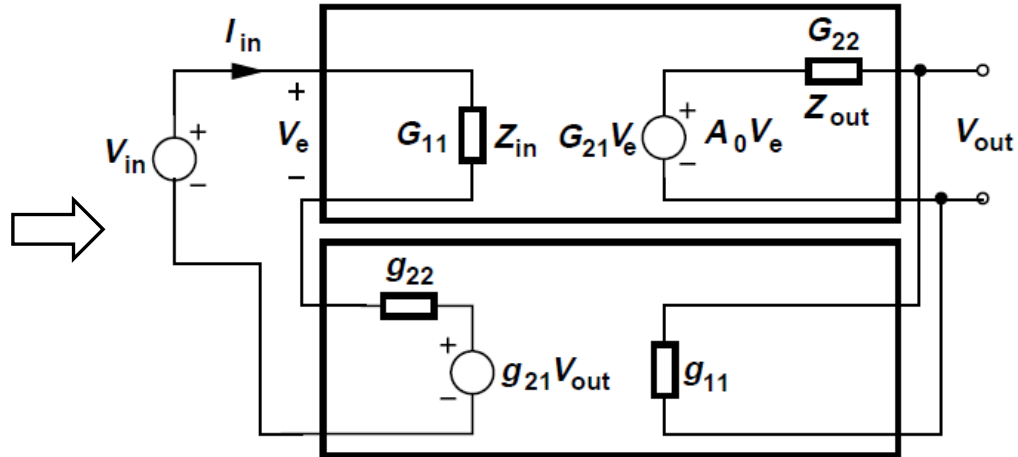 I in
G22
+
Ve
−
G11
Zin
G21Ve
+
−
A0Ve
Zout
Vout
Vin
+
−
g22
+
−
g21Vout
g11